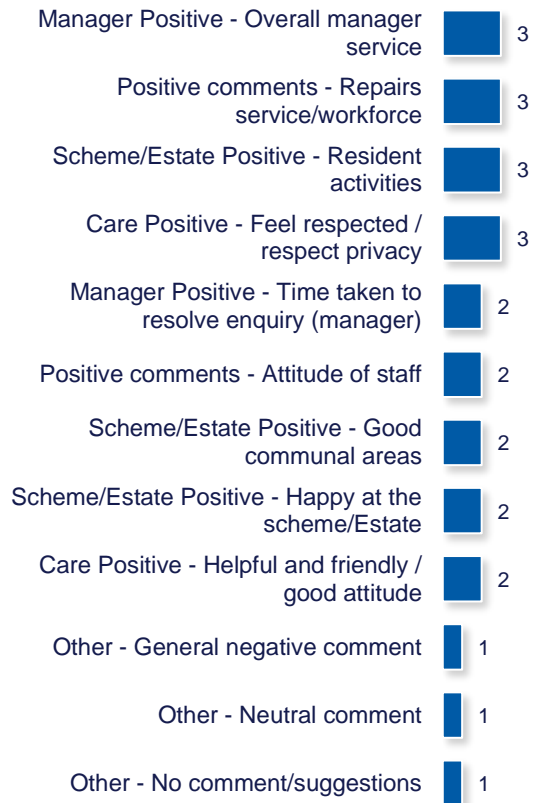 Manager Positive - Overall manager
service
3
Positive comments - Repairs
service/workforce
3
Scheme/Estate Positive - Resident
activities
3
Care Positive - Feel respected /
respect privacy
3
Manager Positive - Time taken to
resolve enquiry (manager)
2
Positive comments - Attitude of staff
2
Scheme/Estate Positive - Good
communal areas
2
Scheme/Estate Positive - Happy at the
scheme/Estate
2
Care Positive - Helpful and friendly /
good attitude
2
Other - General negative comment
1
Other - Neutral comment
1
Other - No comment/suggestions
1